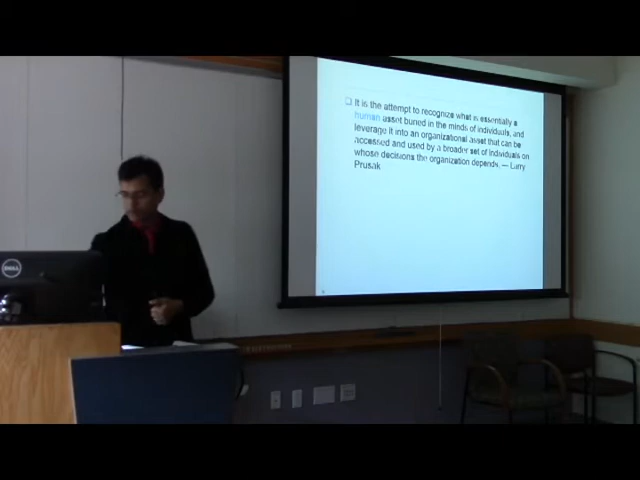 It is the attempt to recognize what is essentially a
human asset buried in the minds of individuals, and
leverage it into an organizational asset that can be
accessed and used by a broader set of individuals on
whose decisions the organization depends. — Larry
Prusak
DELL